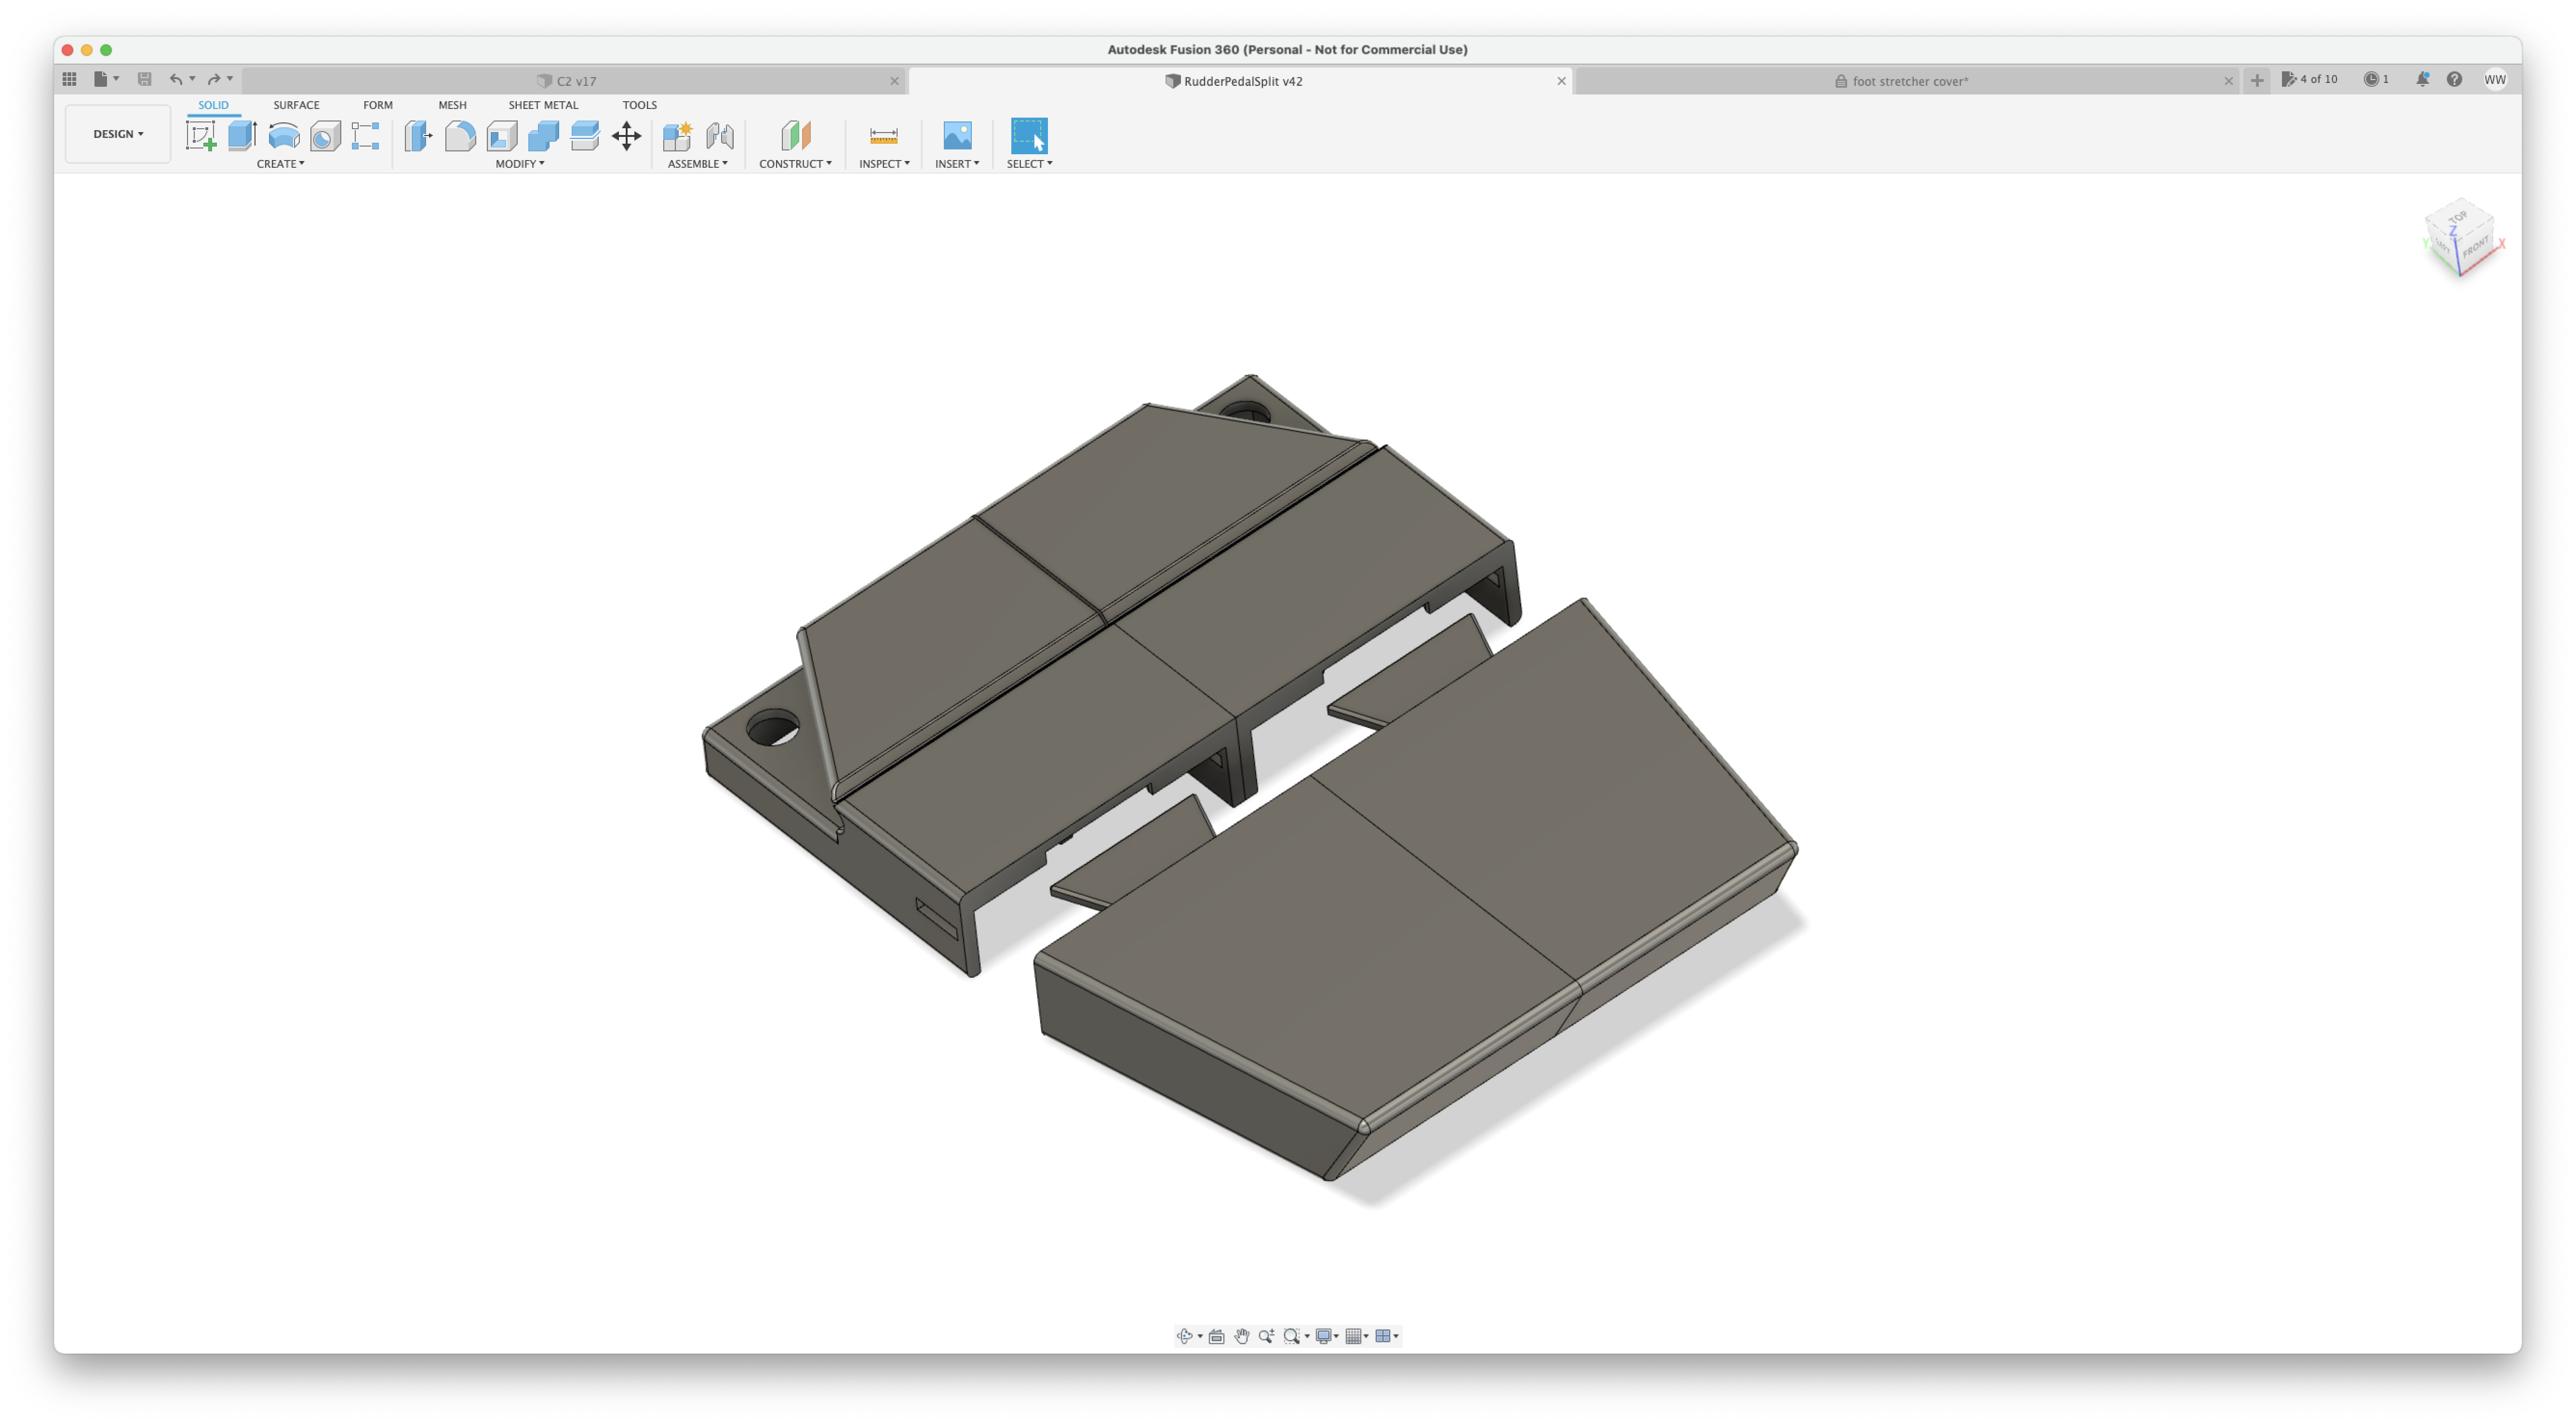 Autodesk Fusion 360 (Personal - Not for Commercial Use)
C2 v17
RudderPedalSplit v42
foot stretcher cover*
4 of 10
1
WW
SOLID
SURFACE
FORM
MESH
SHEET METAL
TOOLS
DESIGN
CREATE
MODIFY
ASSEMBLE
CONSTRUCT
INSPECT
INSERT
SELECT
TOP
Z
Y
LEFT
FRONT
X